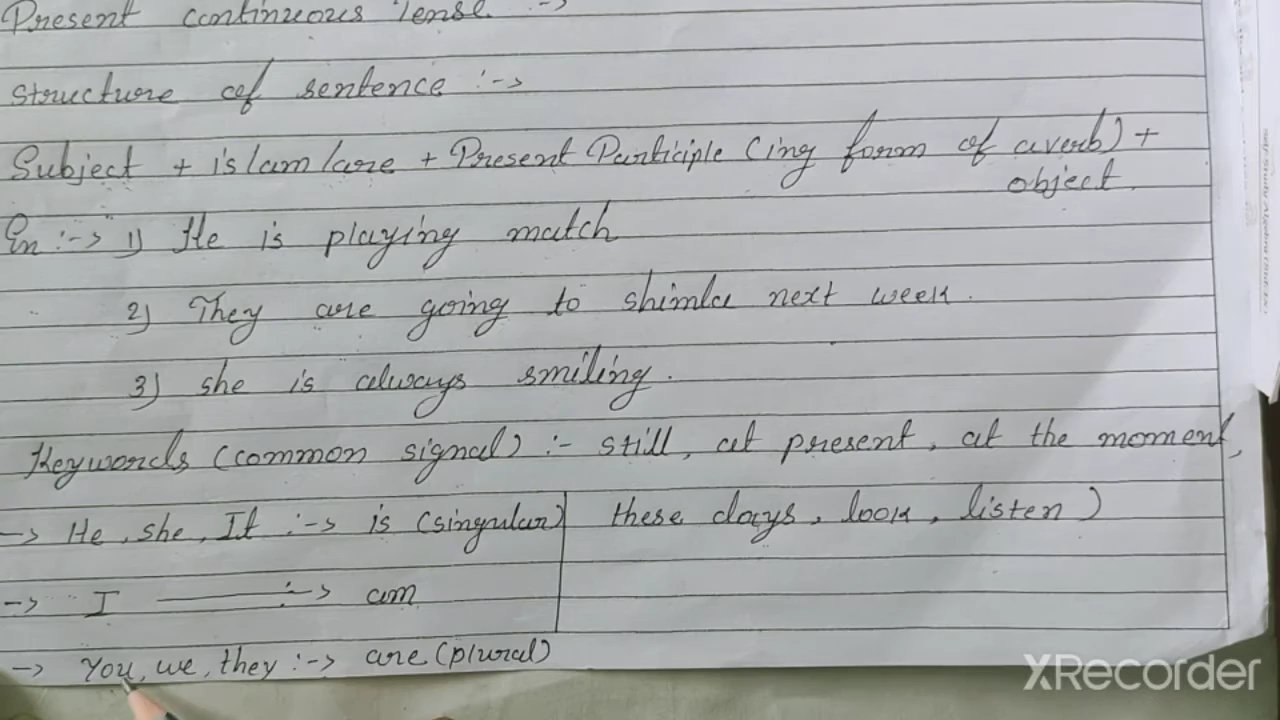 Present continuous Tense :->
structure of sentence :->
Subject + is/am/are + Present Participle (ing form of a verb) +
object.
Ex :-> 1) He is playing match
2) They are going to shimla next week.
3) she is always smiling.
Keywords (common signal) :- still, at present, at the moment,
these days, look, listen)
-> He, she, It :-> is (singular)
-> I :-> am
-> You, we, they :-> are (plural)
XRecorder